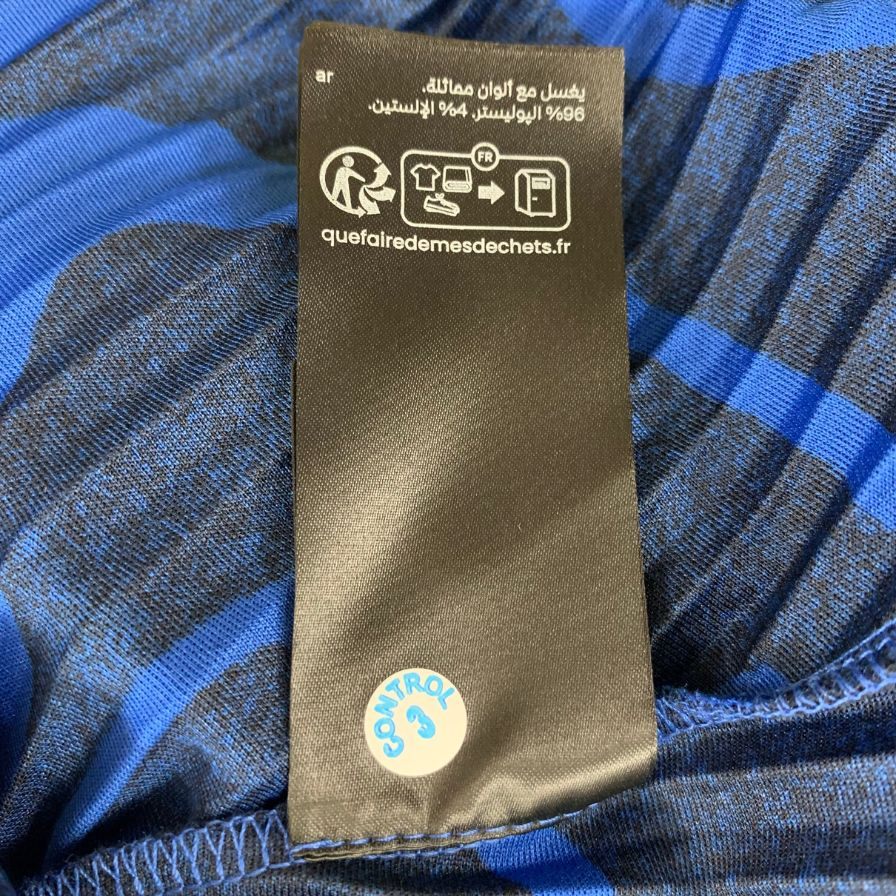 ar
يغسل مع ألوان مماثلة.
96% البوليستر. 4% الإلستين.
FR
quefairedemesdechets.fr
CONTROL
3